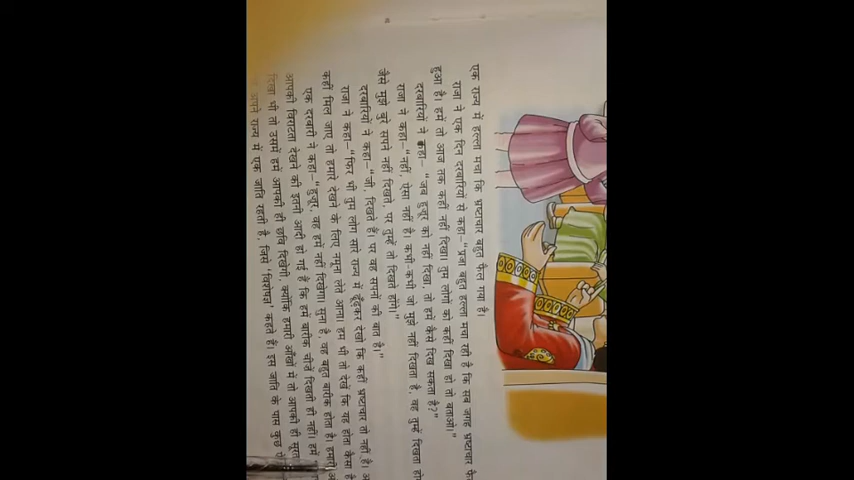 एक राज्य में हल्ला मचा कि भ्रष्टाचार बहुत फैल गया है।
राजा ने एक दिन दरबारियों से कहा–"प्रजा बहुत हल्ला मचा रही है कि सब जगह भ्रष्टाचार
हुआ है। हमें तो आज तक कहीं नहीं दिखा। तुम लोगों को कहीं दिखा हो तो बताओ।"
दरबारियों ने कहा– "जब हुज़ूर को नहीं दिखा, तो हमें कैसे दिख सकता है?"
राजा ने कहा–"नहीं, ऐसा नहीं है। कभी-कभी जो मुझे नहीं दिखता है, वह तुम्हें दिखता
जैसे मुझे बुरे सपने नहीं दिखते, पर तुम्हें तो दिखते होंगे।"
दरबारियों ने कहा–"जी, दिखते हैं। पर वह सपनों की बात है।"
राजा ने कहा–"फिर भी तुम लोग सारे राज्य में ढूँढ़कर देखो कि कहीं भ्रष्टाचार तो नहीं है।
कहीं मिल जाए तो हमारे देखने के लिए नमूना लेते आना। हम भी तो देखें कि यह होता कैसा है
एक दरबारी ने कहा–"हुज़ूर, वह हमें नहीं दिखेगा। सुना है, वह बहुत बारीक होता है। हमारी
आपकी विराटता देखने की इतनी आदी हो गई हैं कि हमें बारीक चीज़ें दिखती ही नहीं। हमें
दिखा भी तो उसमें हमें आपकी ही छवि दिखेगी, क्योंकि हमारी आँखों में तो आपकी ही सूरत
अपने राज्य में एक जाति रहती है, जिसे 'विशेषज्ञ' कहते हैं। इस जाति के पास कुछ